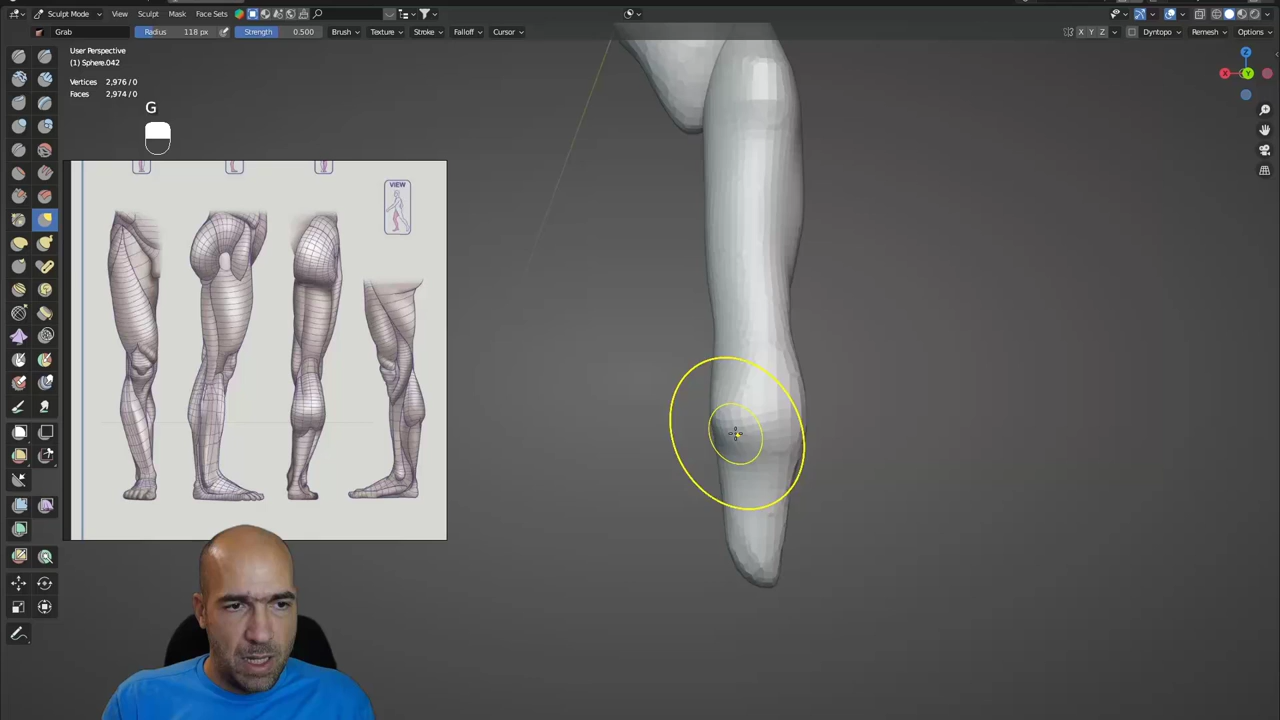 Sculpt Mode View Sculpt Mask Face Sets
Grab Radius 118 px Strength 0.500 Brush Texture Stroke Falloff Cursor X Y Z Dyntopo Remesh Options
User Perspective
(1) Sphere.042
Vertices 2,976 / 0
Faces 2,974 / 0
G
VIEW
Z
X Y